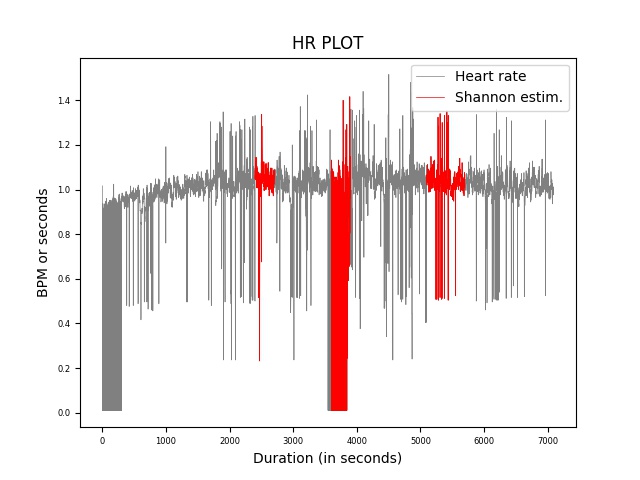 HR PLOT
Heart rate
Shannon estim.
BPM or seconds
1.4
1.2
1.0
0.8
0.6
0.4
0.2
0.0
0 1000 2000 3000 4000 5000 6000 7000
Duration (in seconds)